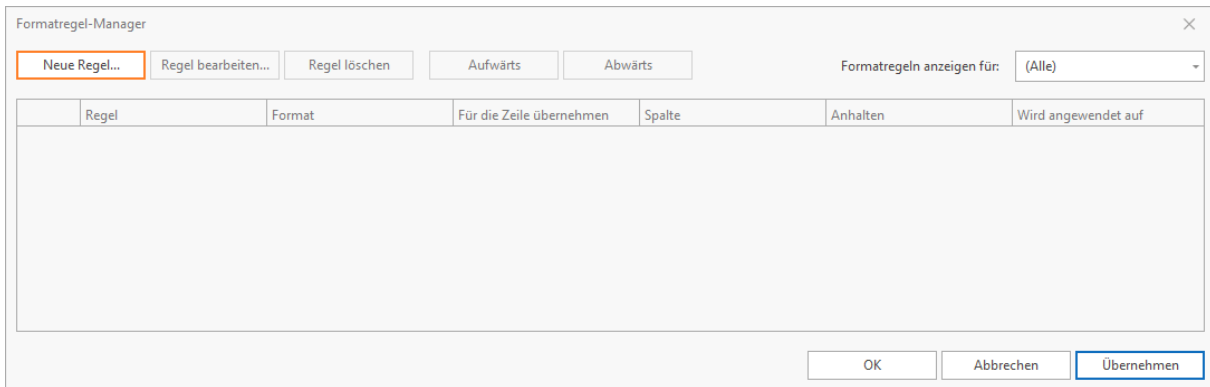 Formatregel-Manager
Neue Regel... Regel bearbeiten... Regel löschen Aufwärts Abwärts Formatregeln anzeigen für: (Alle)
Regel Format Für die Zeile übernehmen Spalte Anhalten Wird angewendet auf
OK Abbrechen Übernehmen